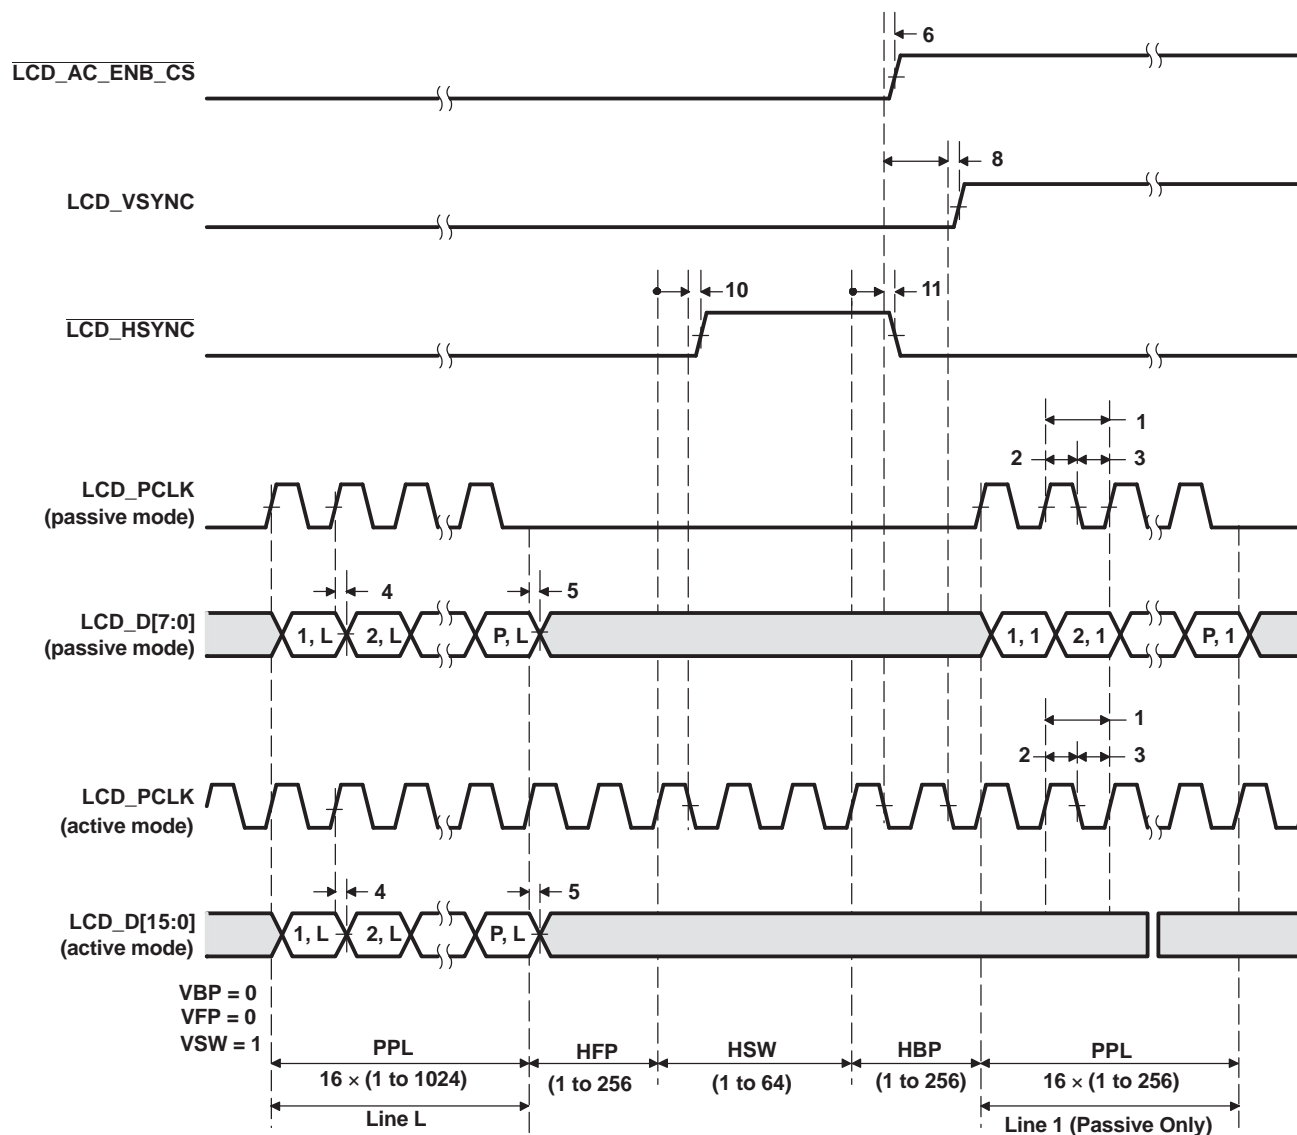 6
LCD_AC_ENB_CS
8
LCD_VSYNC
10
11
LCD_HSYNC
1
2
3
LCD_PCLK
(passive mode)
4
5
LCD_D[7:0]
(passive mode)
1, L
2, L
P, L
1, 1
2, 1
P, 1
1
2
3
LCD_PCLK
(active mode)
4
5
LCD_D[15:0]
(active mode)
1, L
2, L
P, L
VBP = 0
VFP = 0
VSW = 1
PPL
HFP
HSW
HBP
PPL
16 × (1 to 1024)
(1 to 256
(1 to 64)
(1 to 256)
16 × (1 to 256)
Line L
Line 1 (Passive Only)